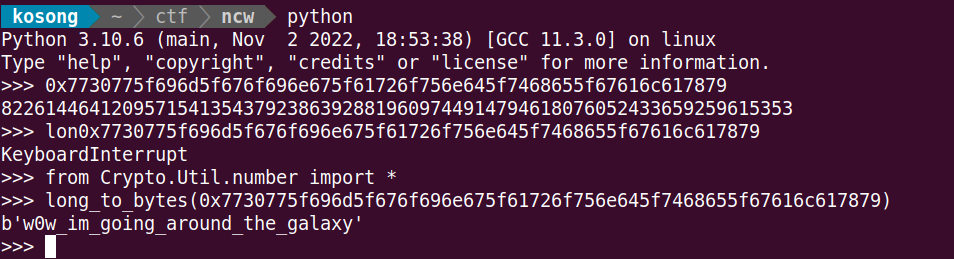 kosong ~ ctf ncw python
Python 3.10.6 (main, Nov  2 2022, 18:53:38) [GCC 11.3.0] on linux
Type "help", "copyright", "credits" or "license" for more information.
>>> 0x7730775f696d5f676f696e675f61726f756e645f7468655f67616c617879
822614464120957154135437923863928819609744914794618076052433659259615353
>>> lon0x7730775f696d5f676f696e675f61726f756e645f7468655f67616c617879
KeyboardInterrupt
>>> from Crypto.Util.number import *
>>> long_to_bytes(0x7730775f696d5f676f696e675f61726f756e645f7468655f67616c617879)
b'w0w_im_going_around_the_galaxy'
>>>